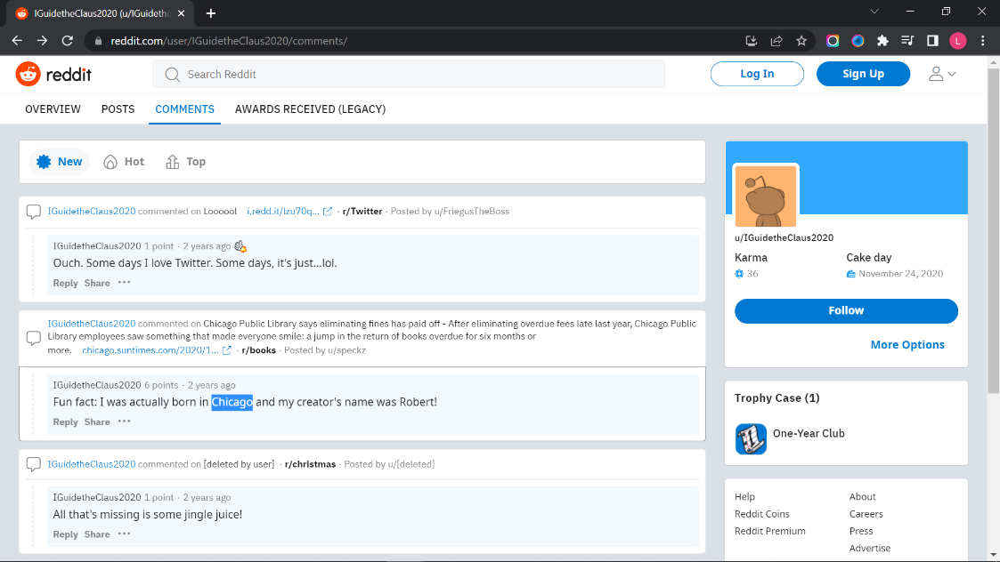 IGuidetheClaus2020 (u/IGuidethe
reddit.com/user/IGuidetheClaus2020/comments/
L
reddit
Search Reddit
Log In
Sign Up
OVERVIEW POSTS COMMENTS AWARDS RECEIVED (LEGACY)
New Hot Top
IGuidetheClaus2020 commented on Loooool i.redd.it/lzu70q... · r/Twitter · Posted by u/FriegusTheBoss
IGuidetheClaus2020 1 point · 2 years ago
Ouch. Some days I love Twitter. Some days, it's just...lol.
Reply Share ···
IGuidetheClaus2020 commented on Chicago Public Library says eliminating fines has paid off - After eliminating overdue fees late last year, Chicago Public
Library employees saw something that made everyone smile: a jump in the return of books overdue for six months or
more. chicago.suntimes.com/2020/1... · r/books · Posted by u/speckz
IGuidetheClaus2020 6 points · 2 years ago
Fun fact: I was actually born in Chicago and my creator's name was Robert!
Reply Share ···
IGuidetheClaus2020 commented on [deleted by user] · r/christmas · Posted by u/[deleted]
IGuidetheClaus2020 1 point · 2 years ago
All that's missing is some jingle juice!
Reply Share ···
u/IGuidetheClaus2020
Karma Cake day
36 November 24, 2020
Follow
More Options
Trophy Case (1)
One-Year Club
Help About
Reddit Coins Careers
Reddit Premium Press
Advertise